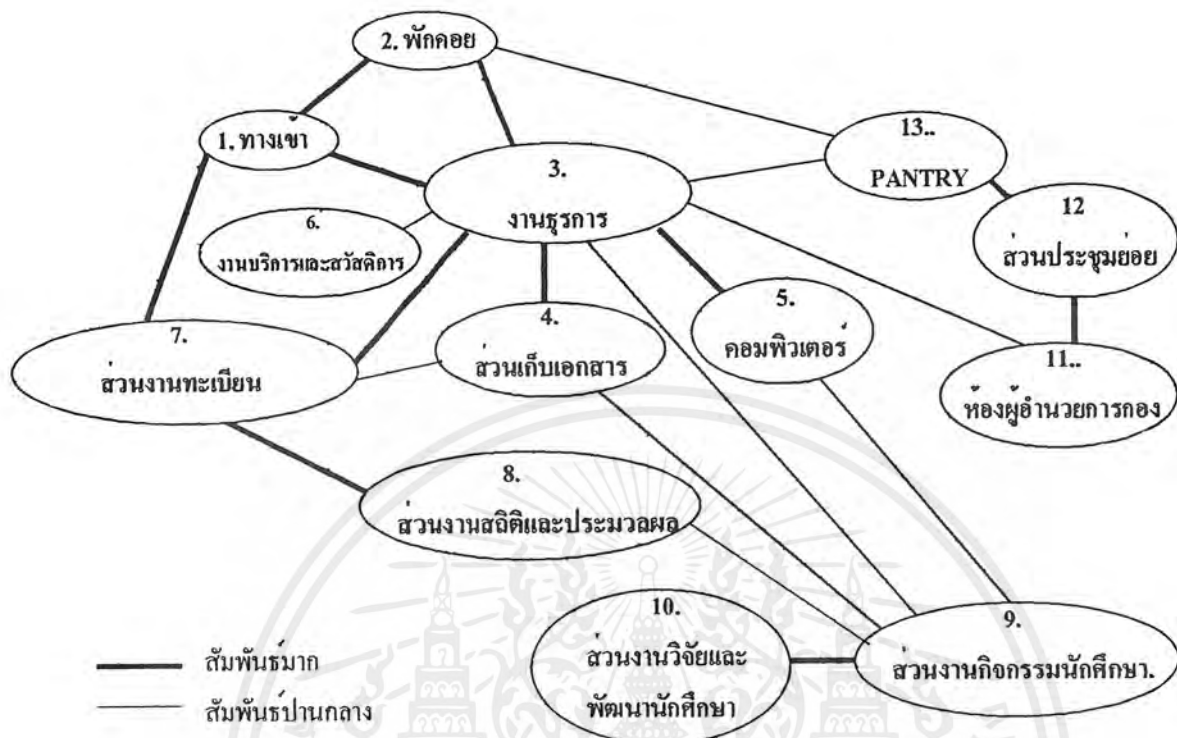 2. พักคอย
1. ทางเข้า
13..
PANTRY
3.
งานธุรการ
12
ส่วนประชุมย่อย
6.
งานบริการและสวัสดิการ
5.
คอมพิวเตอร์
4.
ส่วนเก็บเอกสาร
7.
ส่วนงานทะเบียน
11..
ห้องผู้อำนวยการกอง
8.
ส่วนงานสถิติและประมวลผล
10.
ส่วนงานวิจัยและ
พัฒนานักศึกษา
9.
ส่วนงานกิจกรรมนักศึกษา.
สัมพันธ์มาก
สัมพันธ์ปานกลาง